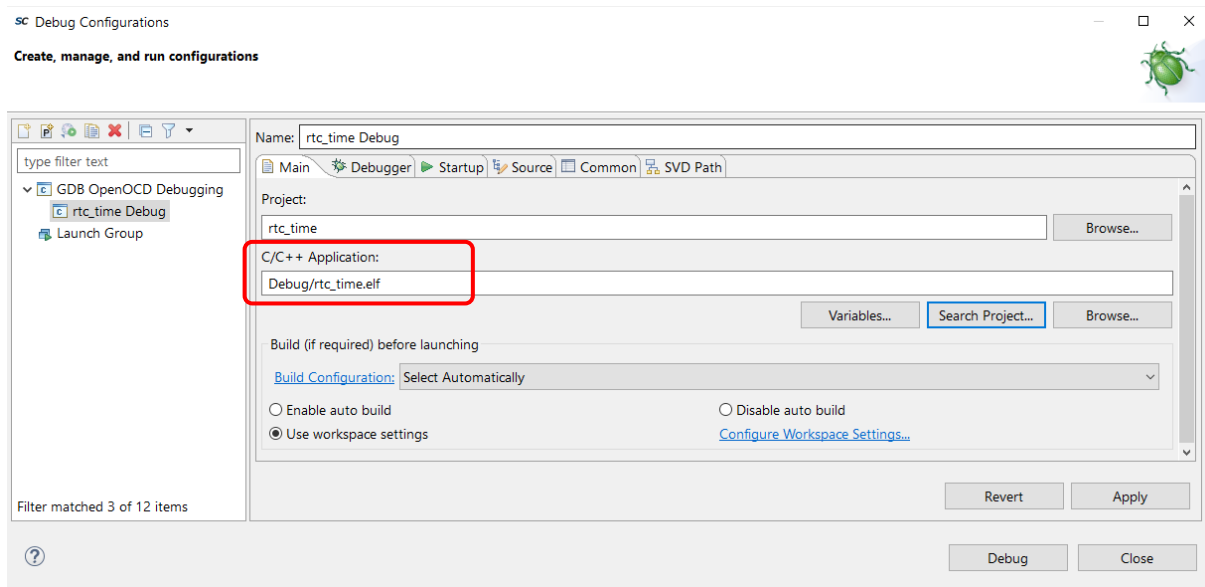 SC Debug Configurations
Create, manage, and run configurations
type filter text
GDB OpenOCD Debugging
rtc_time Debug
Launch Group
Filter matched 3 of 12 items
Name: rtc_time Debug
Main Debugger Startup Source Common SVD Path
Project:
rtc_time Browse...
C/C++ Application:
Debug/rtc_time.elf
Variables... Search Project... Browse...
Build (if required) before launching
Build Configuration: Select Automatically
Enable auto build Disable auto build
Use workspace settings Configure Workspace Settings...
Revert Apply
Debug Close